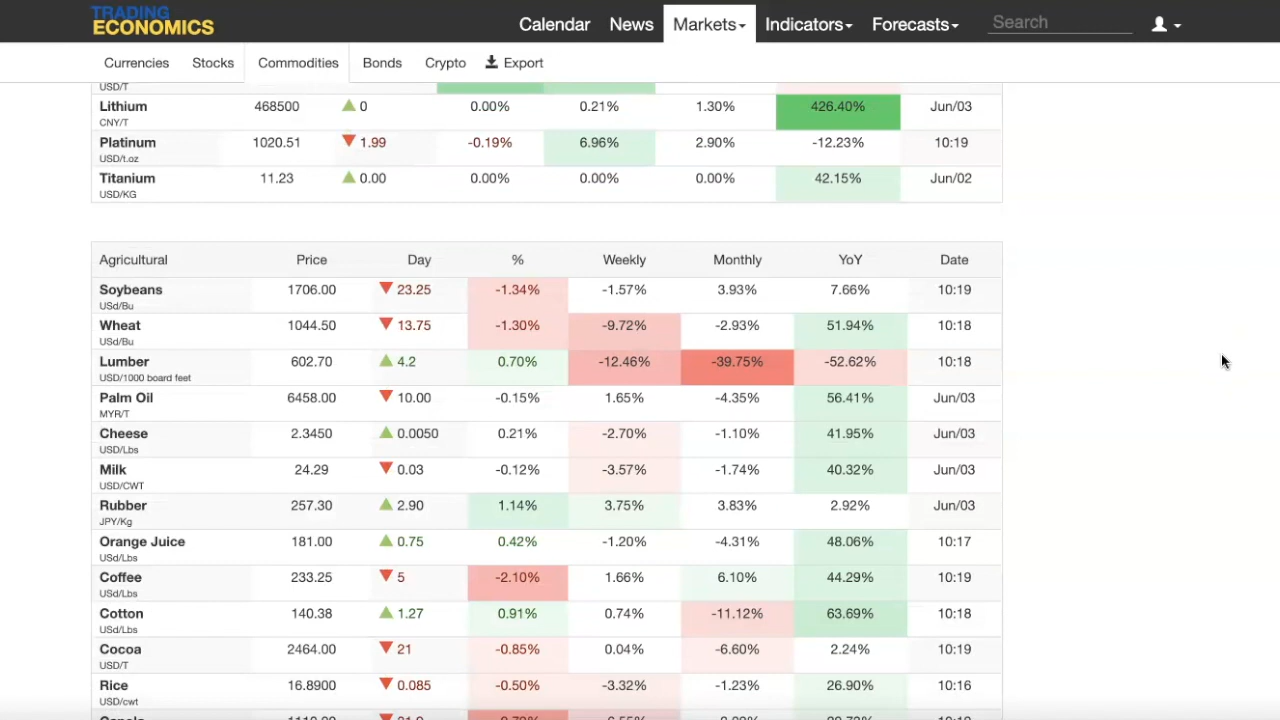 TRADING
ECONOMICS
Calendar News Markets Indicators Forecasts Search
Currencies Stocks Commodities Bonds Crypto Export
USD/T
Lithium 468500 0 0.00% 0.21% 1.30% 426.40% Jun/03
CNY/T
Platinum 1020.51 1.99 -0.19% 6.96% 2.90% -12.23% 10:19
USD/t.oz
Titanium 11.23 0.00 0.00% 0.00% 0.00% 42.15% Jun/02
USD/KG
Agricultural Price Day % Weekly Monthly YoY Date
Soybeans 1706.00 23.25 -1.34% -1.57% 3.93% 7.66% 10:19
USd/Bu
Wheat 1044.50 13.75 -1.30% -9.72% -2.93% 51.94% 10:18
USd/Bu
Lumber 602.70 4.2 0.70% -12.46% -39.75% -52.62% 10:18
USD/1000 board feet
Palm Oil 6458.00 10.00 -0.15% 1.65% -4.35% 56.41% Jun/03
MYR/T
Cheese 2.3450 0.0050 0.21% -2.70% -1.10% 41.95% Jun/03
USD/Lbs
Milk 24.29 0.03 -0.12% -3.57% -1.74% 40.32% Jun/03
USD/CWT
Rubber 257.30 2.90 1.14% 3.75% 3.83% 2.92% Jun/03
JPY/Kg
Orange Juice 181.00 0.75 0.42% -1.20% -4.31% 48.06% 10:17
USd/Lbs
Coffee 233.25 5 -2.10% 1.66% 6.10% 44.29% 10:19
USd/Lbs
Cotton 140.38 1.27 0.91% 0.74% -11.12% 63.69% 10:18
USd/Lbs
Cocoa 2464.00 21 -0.85% 0.04% -6.60% 2.24% 10:19
USD/T
Rice 16.8900 0.085 -0.50% -3.32% -1.23% 26.90% 10:16
USD/cwt